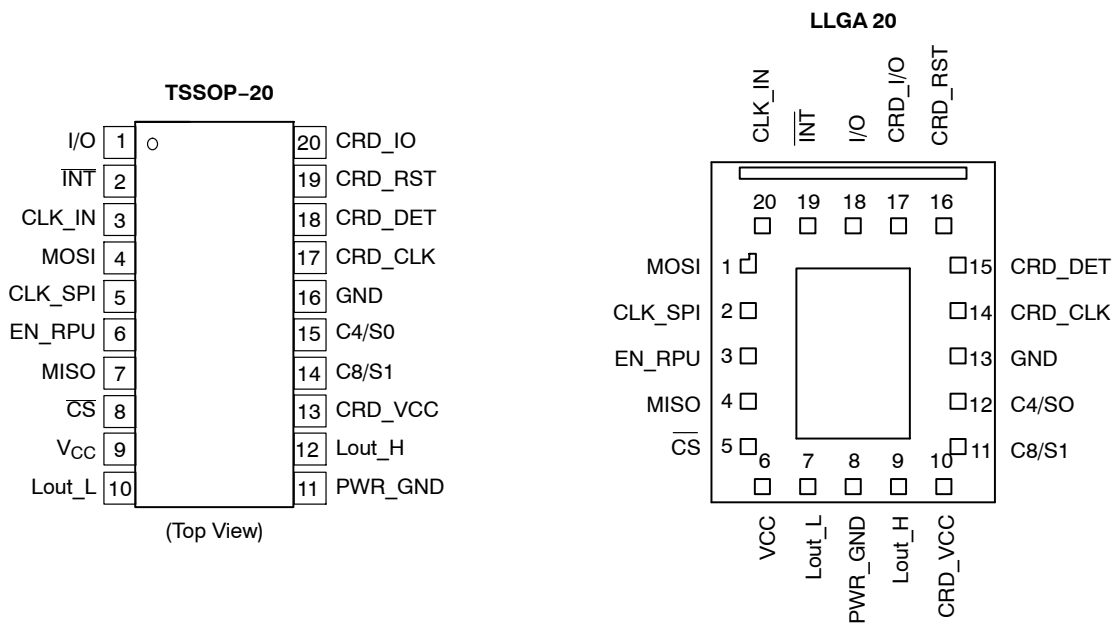 TSSOP–20
I/O 1 20 CRD_IO
INT 2 19 CRD_RST
CLK_IN 3 18 CRD_DET
MOSI 4 17 CRD_CLK
CLK_SPI 5 16 GND
EN_RPU 6 15 C4/S0
MISO 7 14 C8/S1
CS 8 13 CRD_VCC
VCC 9 12 Lout_H
Lout_L 10 11 PWR_GND
(Top View)
LLGA 20
CLK_IN
INT
I/O
CRD_I/O
CRD_RST
20 19 18 17 16
MOSI 1 15 CRD_DET
CLK_SPI 2 14 CRD_CLK
EN_RPU 3 13 GND
MISO 4 12 C4/SO
CS 5 11 C8/S1
6 7 8 9 10
VCC
Lout_L
PWR_GND
Lout_H
CRD_VCC